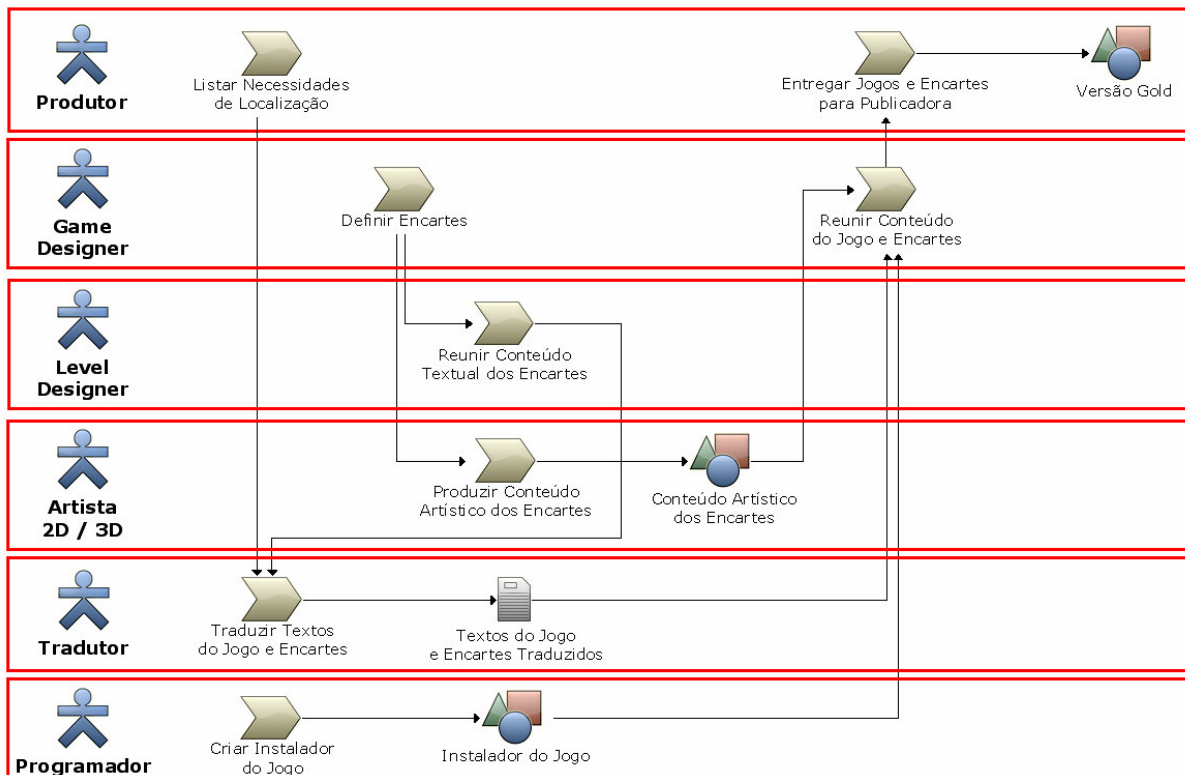 Produtor
Listar Necessidades
de Localização
Entregar Jogos e Encartes
para Publicadora
Versão Gold
Game
Designer
Definir Encartes
Reunir Conteúdo
do Jogo e Encartes
Level
Designer
Reunir Conteúdo
Textual dos Encartes
Artista
2D / 3D
Produzir Conteúdo
Artístico dos Encartes
Conteúdo Artístico
dos Encartes
Tradutor
Traduzir Textos
do Jogo e Encartes
Textos do Jogo
e Encartes Traduzidos
Programador
Criar Instalador
do Jogo
Instalador do Jogo